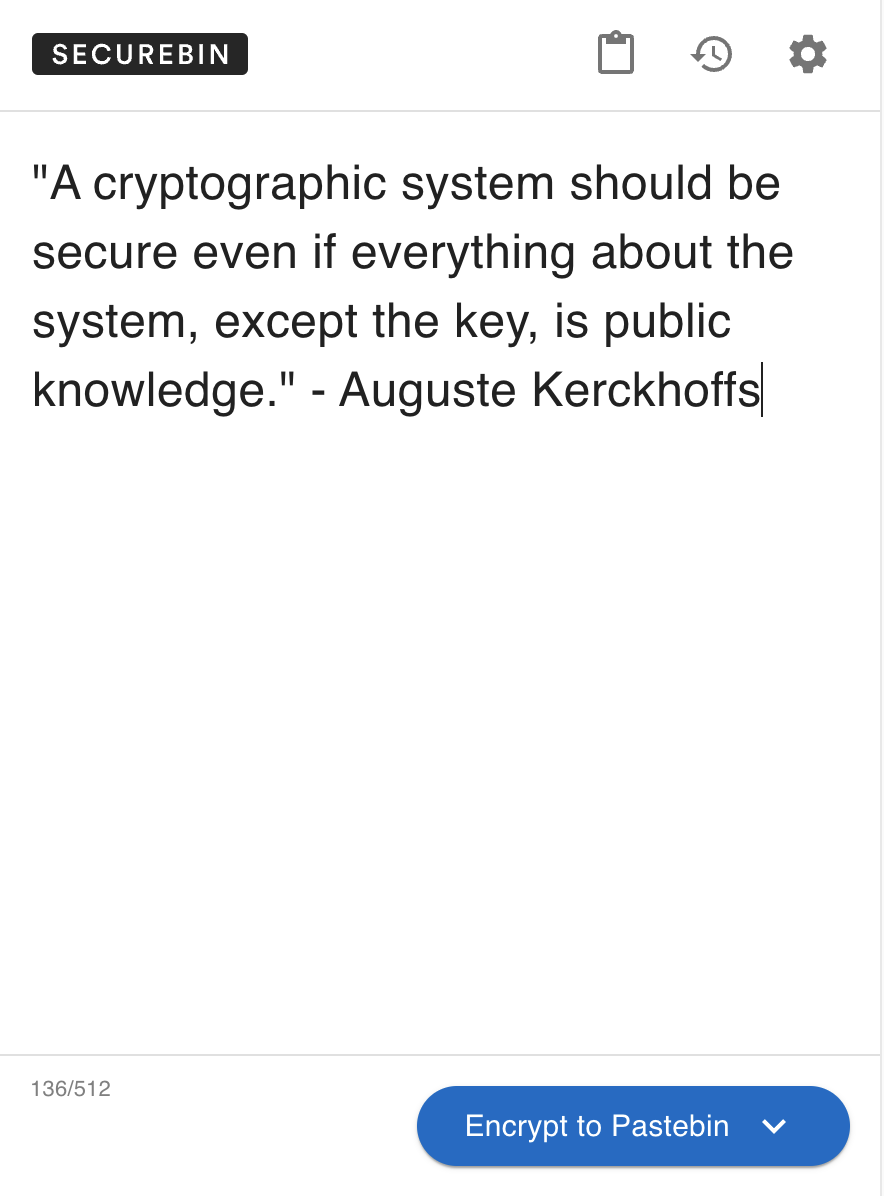 SECUREBIN
"A cryptographic system should be
secure even if everything about the
system, except the key, is public
knowledge." - Auguste Kerckhoffs
136/512
Encrypt to Pastebin